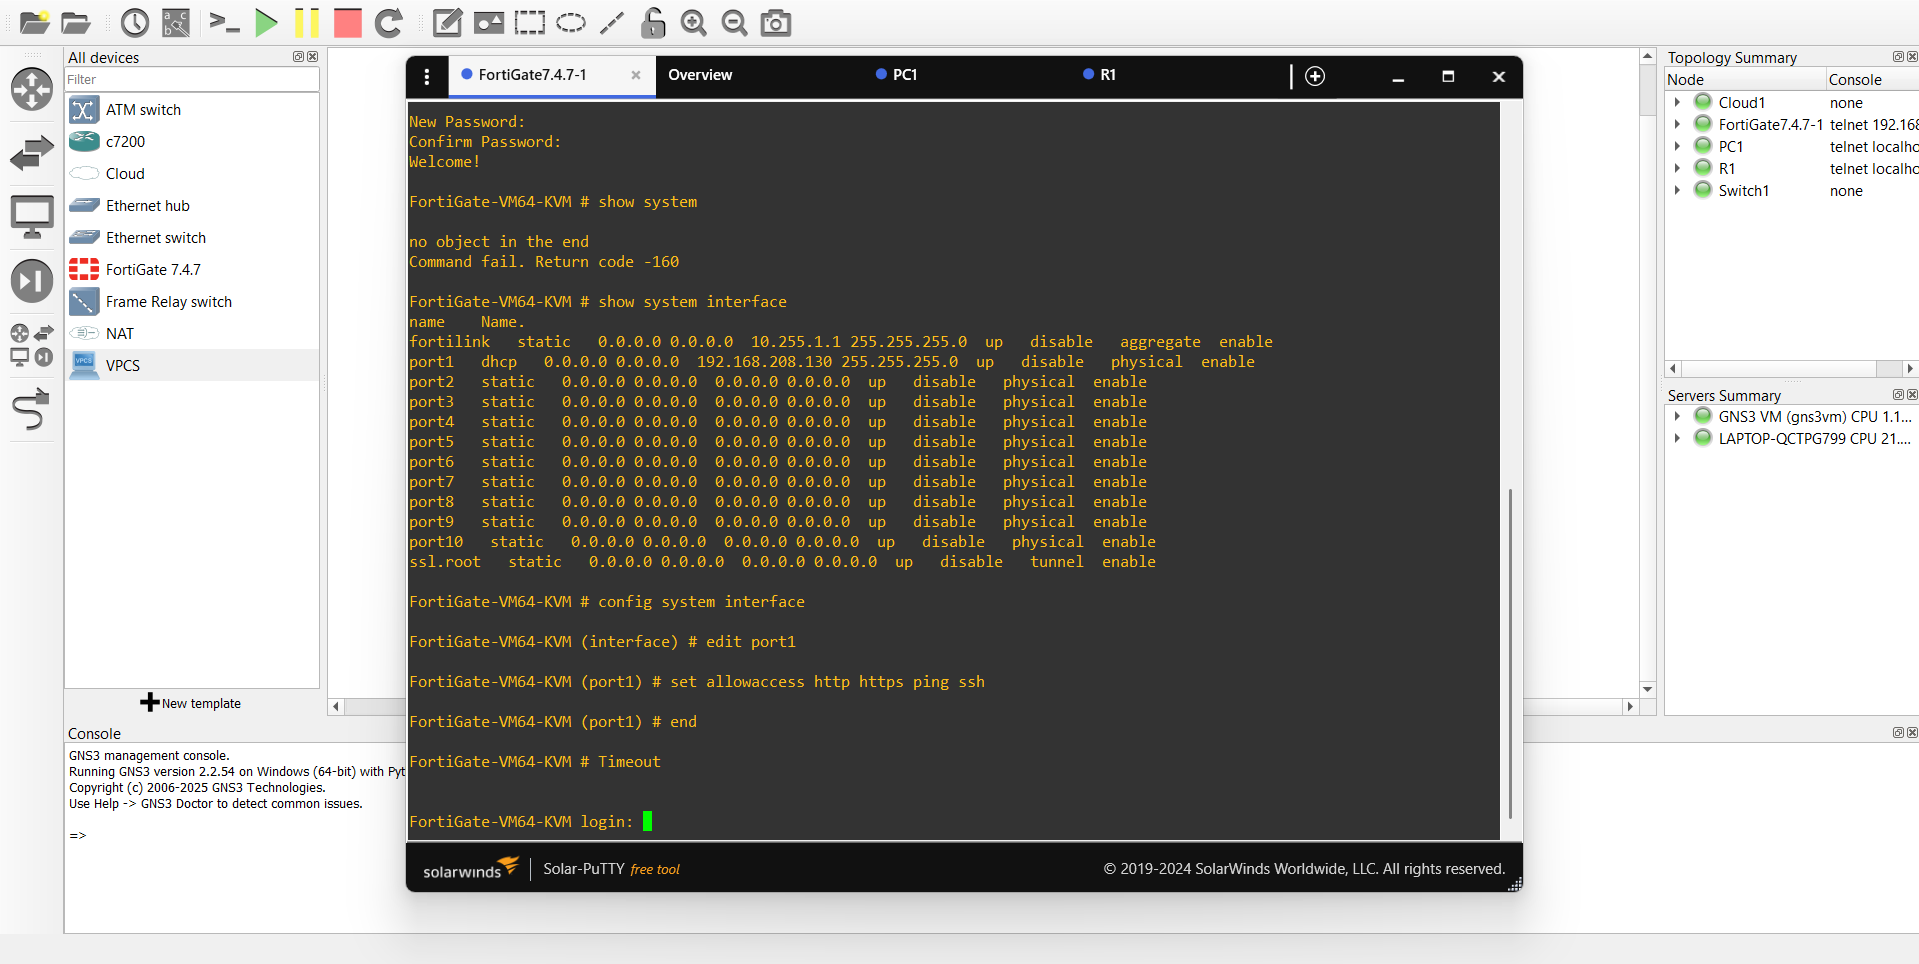 All devices
Filter
ATM switch
c7200
Cloud
Ethernet hub
Ethernet switch
FortiGate 7.4.7
Frame Relay switch
NAT
VPCS
New template
FortiGate7.4.7-1
Overview
PC1
R1
New Password:
Confirm Password:
Welcome!
FortiGate-VM64-KVM # show system
no object in the end
Command fail. Return code -160
FortiGate-VM64-KVM # show system interface
name    Name.
fortilink   static   0.0.0.0 0.0.0.0  10.255.1.1 255.255.255.0  up   disable   aggregate  enable
port1   dhcp   0.0.0.0 0.0.0.0  192.168.208.130 255.255.255.0  up   disable   physical  enable
port2   static   0.0.0.0 0.0.0.0  0.0.0.0 0.0.0.0  up   disable   physical  enable
port3   static   0.0.0.0 0.0.0.0  0.0.0.0 0.0.0.0  up   disable   physical  enable
port4   static   0.0.0.0 0.0.0.0  0.0.0.0 0.0.0.0  up   disable   physical  enable
port5   static   0.0.0.0 0.0.0.0  0.0.0.0 0.0.0.0  up   disable   physical  enable
port6   static   0.0.0.0 0.0.0.0  0.0.0.0 0.0.0.0  up   disable   physical  enable
port7   static   0.0.0.0 0.0.0.0  0.0.0.0 0.0.0.0  up   disable   physical  enable
port8   static   0.0.0.0 0.0.0.0  0.0.0.0 0.0.0.0  up   disable   physical  enable
port9   static   0.0.0.0 0.0.0.0  0.0.0.0 0.0.0.0  up   disable   physical  enable
port10   static   0.0.0.0 0.0.0.0  0.0.0.0 0.0.0.0  up   disable   physical  enable
ssl.root   static   0.0.0.0 0.0.0.0  0.0.0.0 0.0.0.0  up   disable   tunnel  enable
FortiGate-VM64-KVM # config system interface
FortiGate-VM64-KVM (interface) # edit port1
FortiGate-VM64-KVM (port1) # set allowaccess http https ping ssh
FortiGate-VM64-KVM (port1) # end
FortiGate-VM64-KVM # Timeout
FortiGate-VM64-KVM login:
solarwinds
Solar-PuTTY free tool
© 2019-2024 SolarWinds Worldwide, LLC. All rights reserved.
Topology Summary
Node Console
Cloud1 none
FortiGate7.4.7-1 telnet 192.168
PC1 telnet localho
R1 telnet localho
Switch1 none
Servers Summary
GNS3 VM (gns3vm) CPU 1.1...
LAPTOP-QCTPG799 CPU 21....
Console
GNS3 management console.
Running GNS3 version 2.2.54 on Windows (64-bit) with Pyt
Copyright (c) 2006-2025 GNS3 Technologies.
Use Help -> GNS3 Doctor to detect common issues.
=>